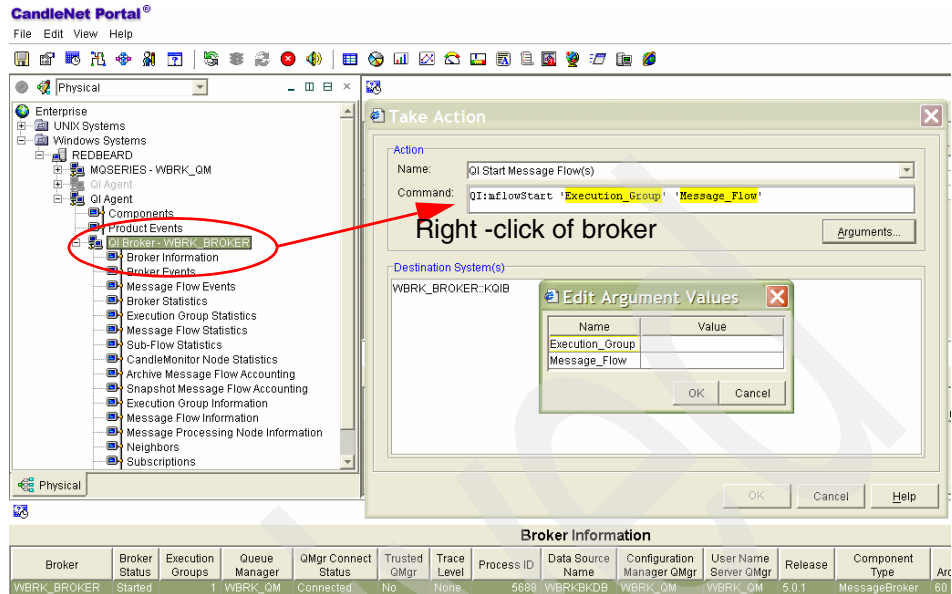 CandleNet Portal®
File Edit View Help
Physical
Enterprise
UNIX Systems
Windows Systems
REDBEARD
MQSERIES - WBRK_QM
QI Agent
QI Agent
Components
Product Events
QI Broker - WBRK_BROKER
Broker Information
Broker Events
Message Flow Events
Broker Statistics
Execution Group Statistics
Message Flow Statistics
Sub-Flow Statistics
CandleMonitor Node Statistics
Archive Message Flow Accounting
Snapshot Message Flow Accounting
Execution Group Information
Message Flow Information
Message Processing Node Information
Neighbors
Subscriptions
Physical
Take Action
Action
Name: QI Start Message Flow(s)
Command: QI:mflowStart 'Execution_Group' 'Message_Flow'
Right -click of broker
Arguments...
Destination System(s)
WBRK_BROKER::KQIB
Edit Argument Values
Name Value
Execution_Group
Message_Flow
OK Cancel
OK Cancel Help
Broker Information
Broker Broker Status Execution Groups Queue Manager QMgr Connect Status Trusted QMgr Trace Level Process ID Data Source Name Configuration Manager QMgr User Name Server QMgr Release Component Type
WBRK_BROKER Started 1 WBRK_QM Connected No None 5688 WBRKBKDB WBRK_QM WBRK_QM 5.0.1 MessageBroker 60